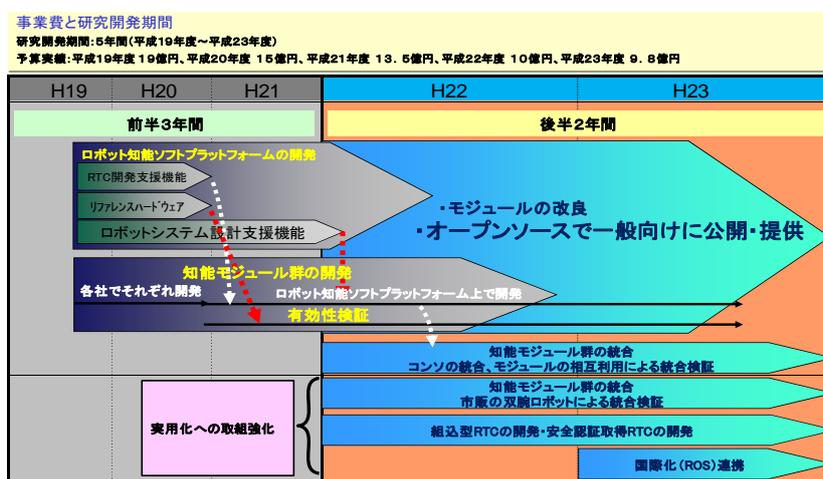 事業費と研究開発期間
研究開発期間:5年間(平成19年度～平成23年度)
予算実績:平成19年度 19億円、平成20年度 15億円、平成21年度 13.5億円、平成22年度 10億円、平成23年度 9.8億円
H19 H20 H21 H22 H23
前半3年間 後半2年間
ロボット知能ソフトプラットフォームの開発
RTC開発支援機能
リファレンスハードウェア
ロボットシステム設計支援機能
・モジュールの改良
・オープンソースで一般向けに公開・提供
知能モジュール群の開発
各社でそれぞれ開発 ロボット知能ソフトプラットフォーム上で開発
有効性検証
知能モジュール群の統合
コンソの統合、モジュールの相互利用による統合検証
知能モジュール群の統合
市販の双腕ロボットによる統合検証
実用化への取組強化
組込型RTCの開発・安全認証取得RTCの開発
国際化(ROS)連携